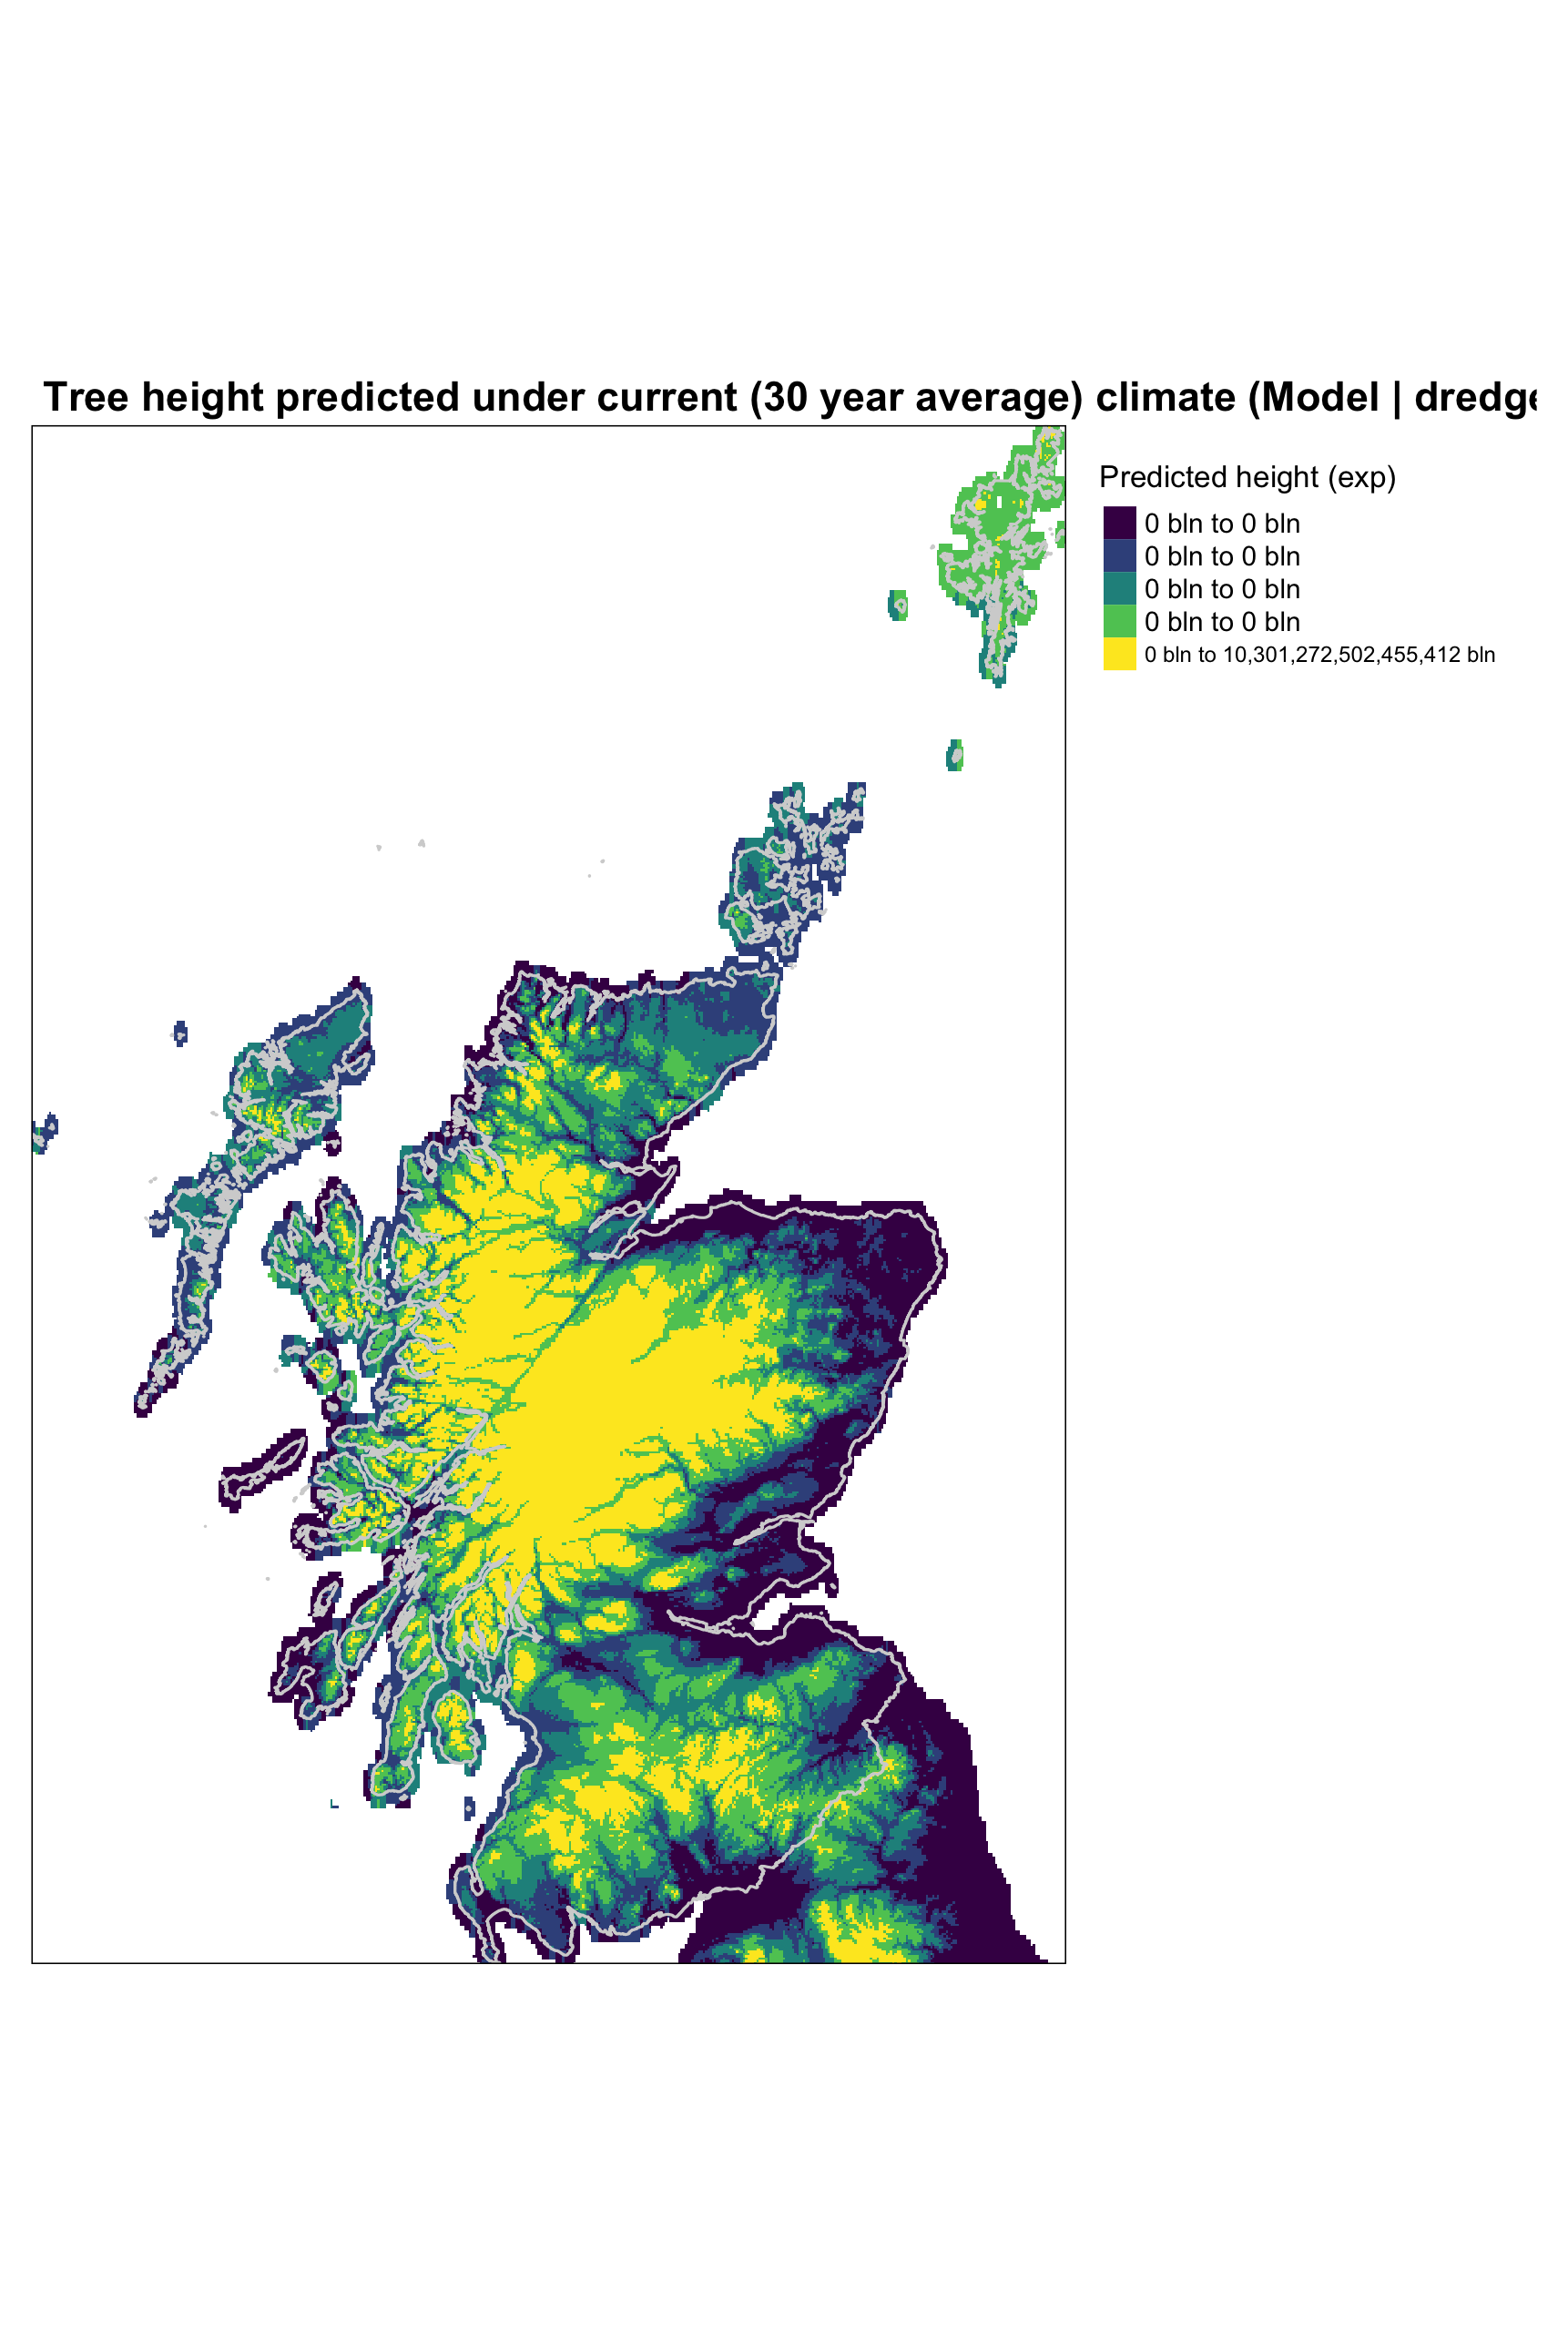 Tree height predicted under current (30 year average) climate (Model | dredge
Predicted height (exp)
0 bln to 0 bln
0 bln to 0 bln
0 bln to 0 bln
0 bln to 0 bln
0 bln to 10,301,272,502,455,412 bln